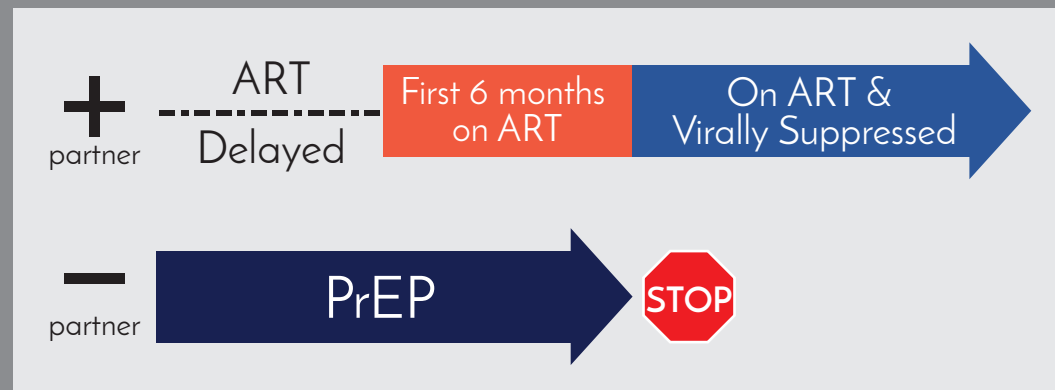 ART
Delayed
First 6 months
on ART
On ART &
Virally Suppressed
partner
PrEP
STOP
partner